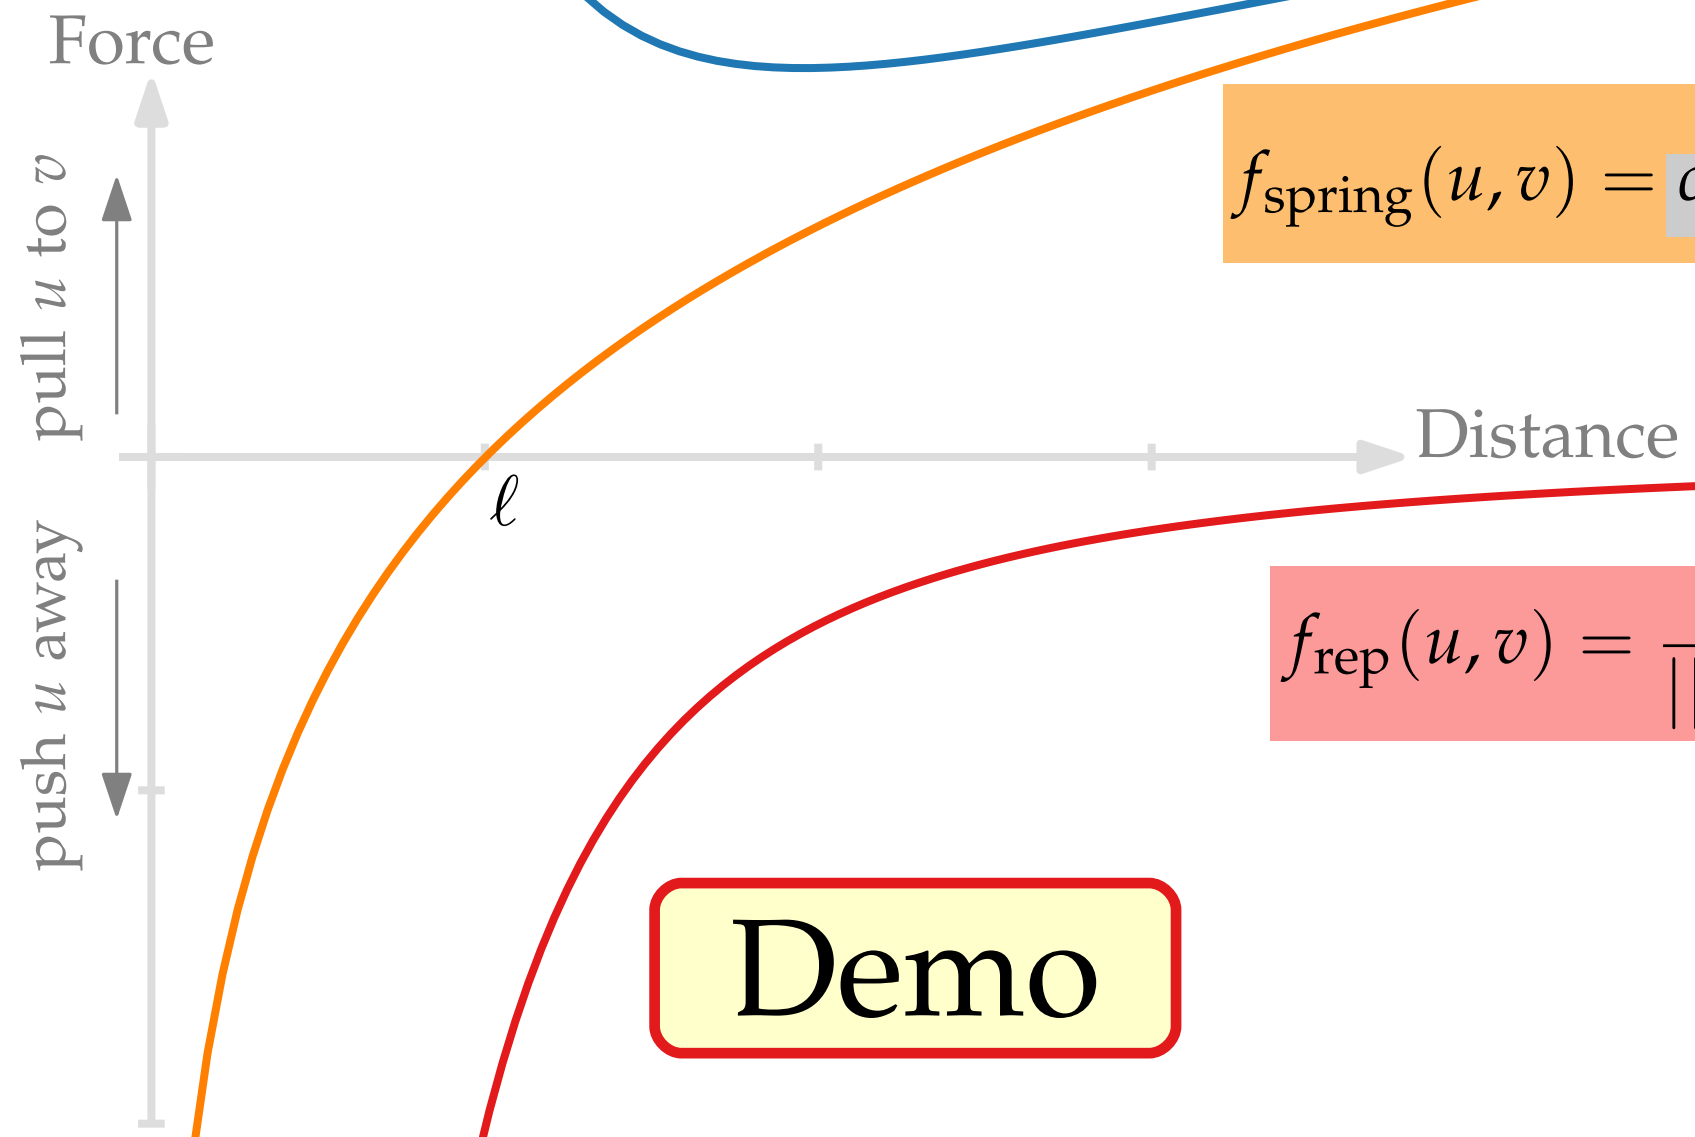 Force
pull u to v
f_spring(u, v) = c
Distance
ℓ
push u away
f_rep(u, v) =
Demo